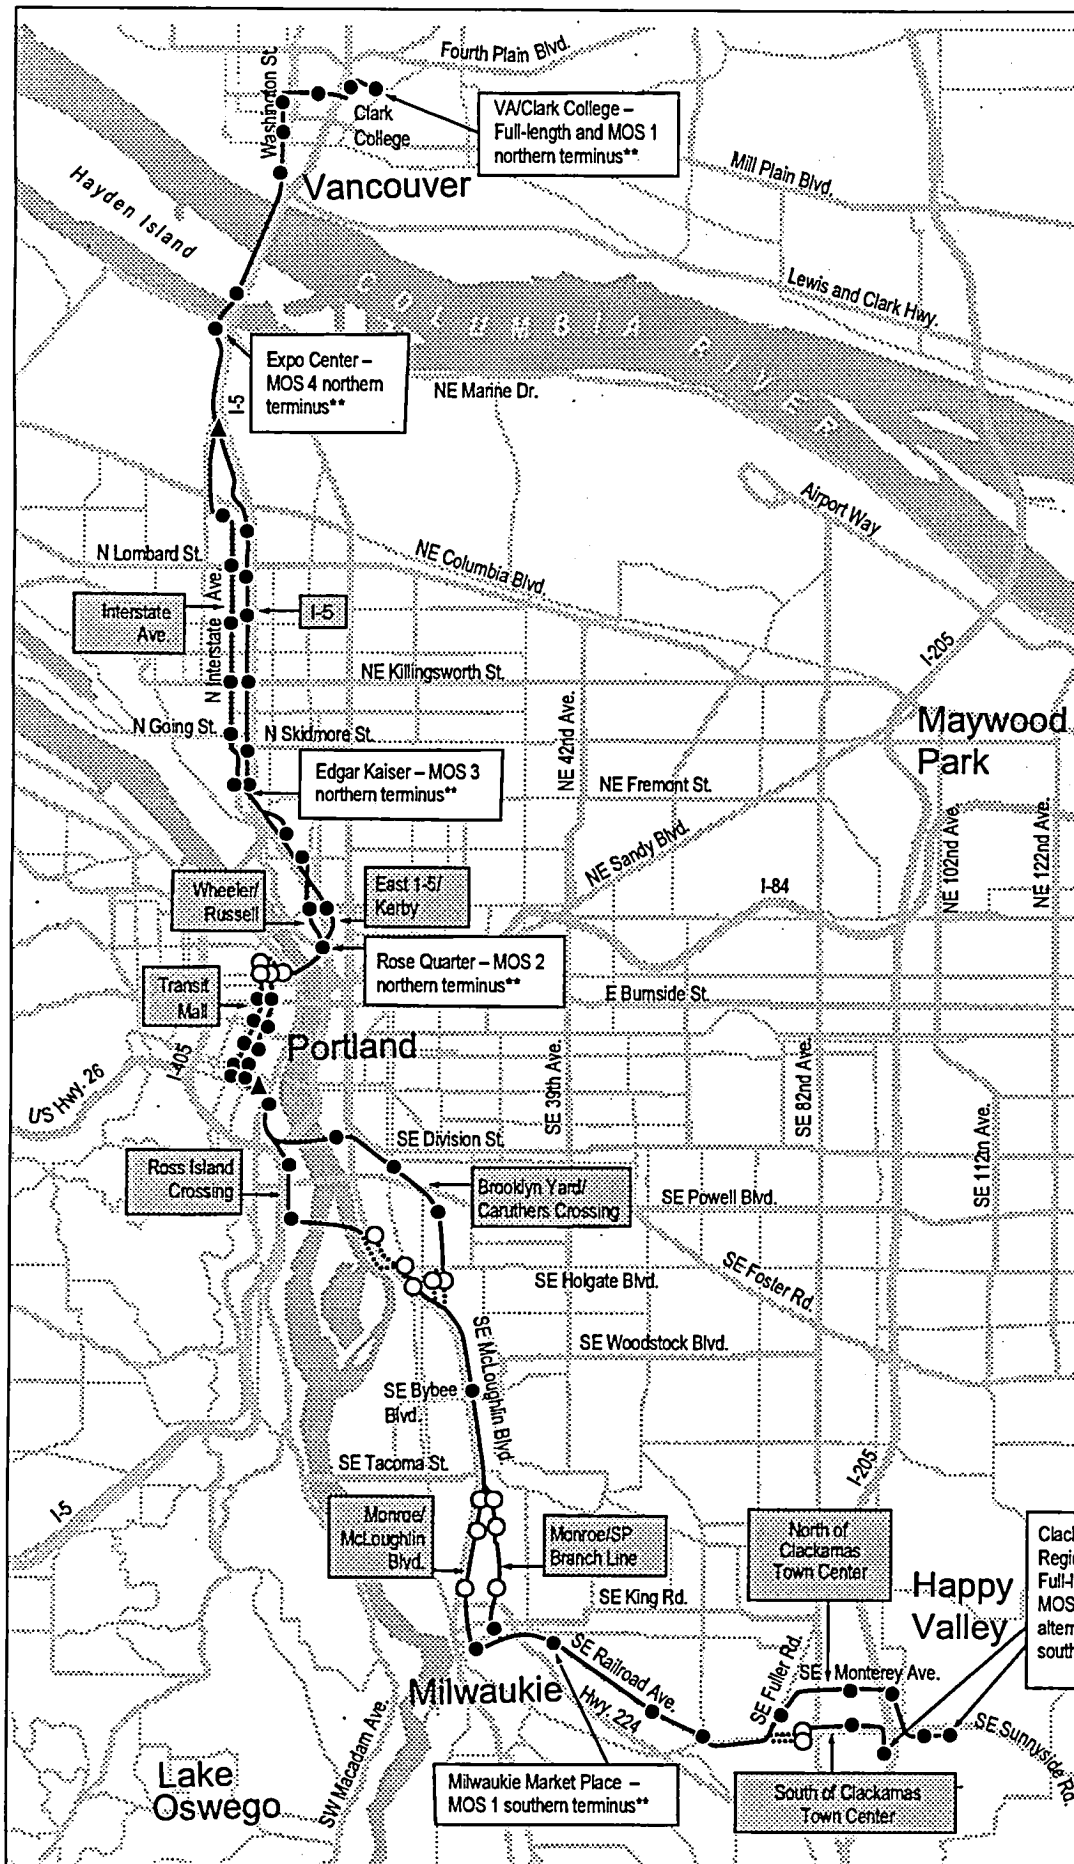 Fourth Plain Blvd.
Washington St
Clark
College
VA/Clark College –
Full-length and MOS 1
northern terminus**
Mill Plain Blvd.
Vancouver
Hayden Island
COLUMBIA RIVER
Lewis and Clark Hwy.
Expo Center –
MOS 4 northern
terminus**
I-5
NE Marine Dr.
Airport Way
N Lombard St.
NE Columbia Blvd.
Interstate
Ave
N Interstate Ave.
I-5
I-205
NE Killingsworth St.
N Going St.
N Skidmore St.
NE 42nd Ave.
Maywood
Park
Edgar Kaiser – MOS 3
northern terminus**
NE Fremont St.
NE Sandy Blvd.
NE 102nd Ave.
NE 122nd Ave.
Wheeler/
Russell
East 1-5/
Kerby
I-84
Rose Quarter – MOS 2
northern terminus**
Transit
Mall
E Burnside St.
Portland
I-405
US Hwy. 26
SE 39th Ave.
SE 82nd Ave.
SE 112th Ave.
SE Division St.
Ross Island
Crossing
Brooklyn Yard/
Caruthers Crossing
SE Powell Blvd.
SE Holgate Blvd.
SE Foster Rd.
SE McLoughlin Blvd.
SE Woodstock Blvd.
SE Bybee
Blvd.
SE Tacoma St.
I-5
I-205
Monroe/
McLoughlin
Blvd.
Monroe/SP
Branch Line
North of
Clackamas
Town Center
Clac
Regio
Full-l
MOS
altern
south
Happy
Valley
SE King Rd.
SE Railroad Ave.
SE Fuller Rd.
SE Monterey Ave.
Milwaukie
Hwy. 224
SE Sunnyside Rd.
SW Macadam Ave.
Lake
Oswego
Milwaukie Market Place –
MOS 1 southern terminus**
South of Clackamas
Town Center